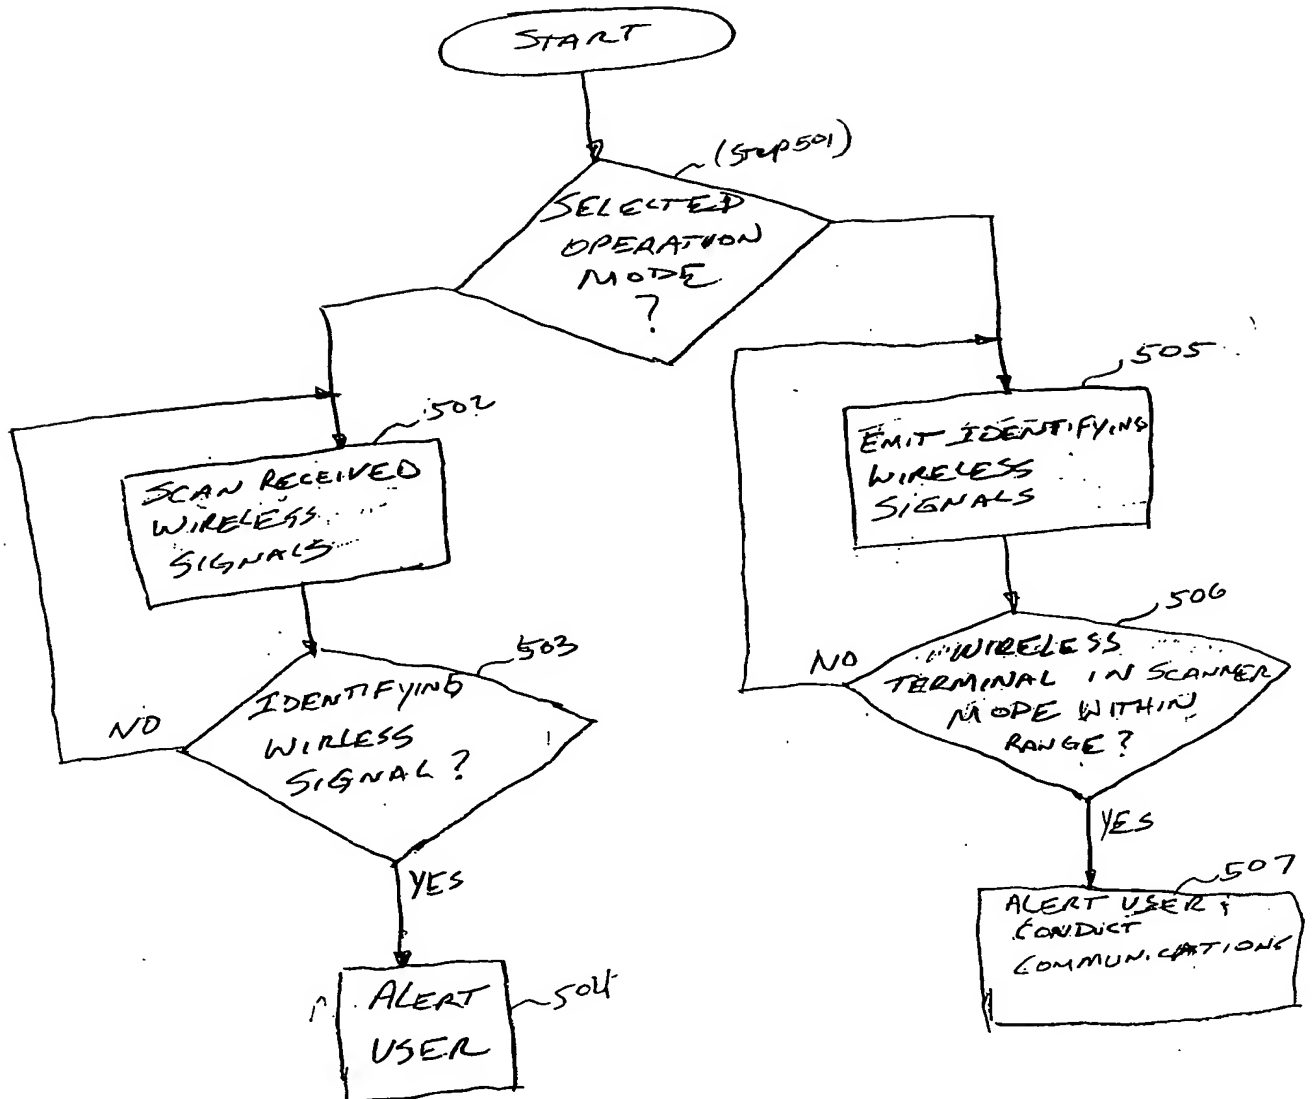 START
(step 501)
SELECTED
OPERATION
MODE
?
502
SCAN RECEIVED
WIRELESS
SIGNALS
503
IDENTIFYING
WIRLESS
SIGNAL?
NO
YES
504
ALERT
USER
505
EMIT IDENTIFYING
WIRELESS
SIGNALS
506
WIRELESS
TERMINAL IN SCANNER
MODE WITHIN
RANGE?
NO
YES
507
ALERT USER &
CONDUCT
COMMUNICATIONS